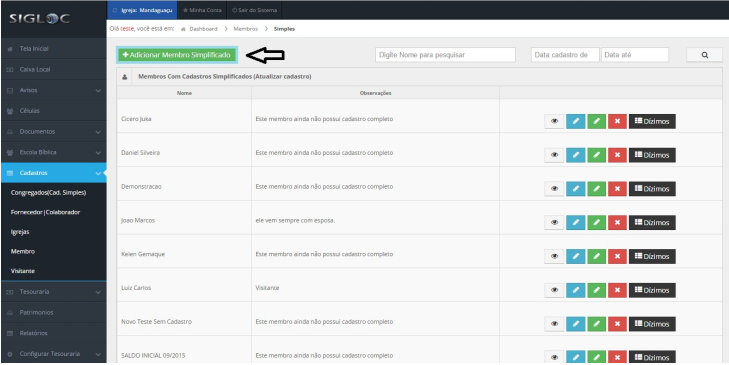 SIGLOC
Igreja: Mandaguaçu Minha Conta Sair do Sistema
Olá teste, você está em: Dashboard > Membros > Simples
Tela Inicial
Caixa Local
Avisos
Células
Documentos
Escola Bíblica
Cadastros
Congregados(Cad. Simples)
Fornecedor|Colaborador
Igrejas
Membro
Visitante
Tesouraria
Patrimonios
Relatórios
Configurar Tesouraria
+Adicionar Membro Simplificado
Digite Nome para pesquisar
Data cadastro de
Data até
Membros Com Cadastros Simplificados (Atualizar cadastro)
Nome Observações
Cicero Juka Este membro ainda não possui cadastro completo Dízimos
Daniel Silveira Este membro ainda não possui cadastro completo Dízimos
Demonstracao Este membro ainda não possui cadastro completo Dízimos
Joao Marcos ele vem sempre com esposa. Dízimos
Kelen Gemaque Este membro ainda não possui cadastro completo Dízimos
Luiz Carlos Visitante Dízimos
Novo Teste Sem Cadastro Este membro ainda não possui cadastro completo Dízimos
SALDO INICIAL 09/2015 Este membro ainda não possui cadastro completo Dízimos